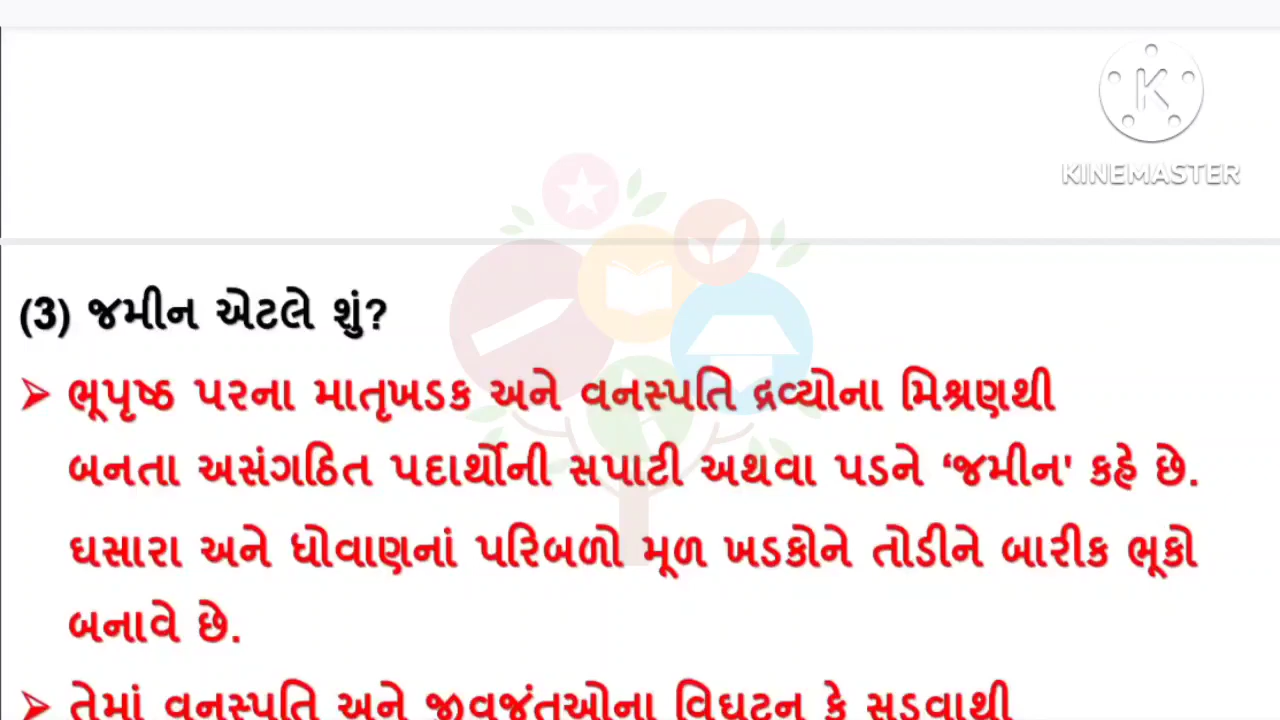 KINEMASTER
(3) જમીન એટલે શું?
➢ ભૂપૃષ્ઠ પરના માતૃખડક અને વનસ્પતિ દ્રવ્યોના મિશ્રણથી
બનતા અસંગઠિત પદાર્થોની સપાટી અથવા પડને ‘જમીન' કહે છે.
ઘસારા અને ધોવાણનાં પરિબળો મૂળ ખડકોને તોડીને બારીક ભૂકો
બનાવે છે.
➢ તેમાં વનસ્પતિ અને જીવજંતુઓના વિઘટન કે સડવાથી